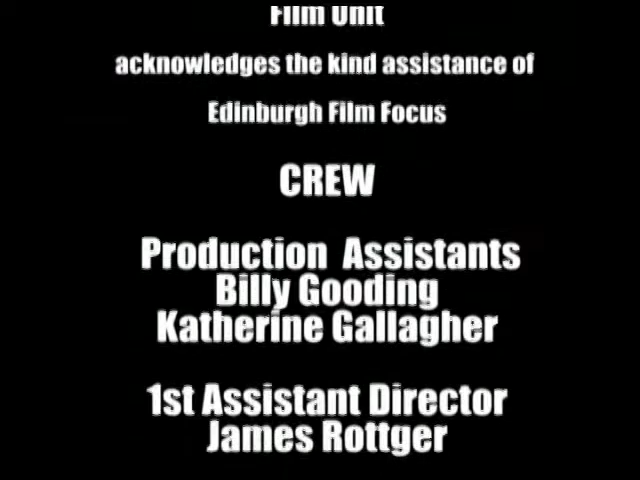 Film Unit
acknowledges the kind assistance of
Edinburgh Film Focus
CREW
Production Assistants
Billy Gooding
Katherine Gallagher
1st Assistant Director
James Rottger